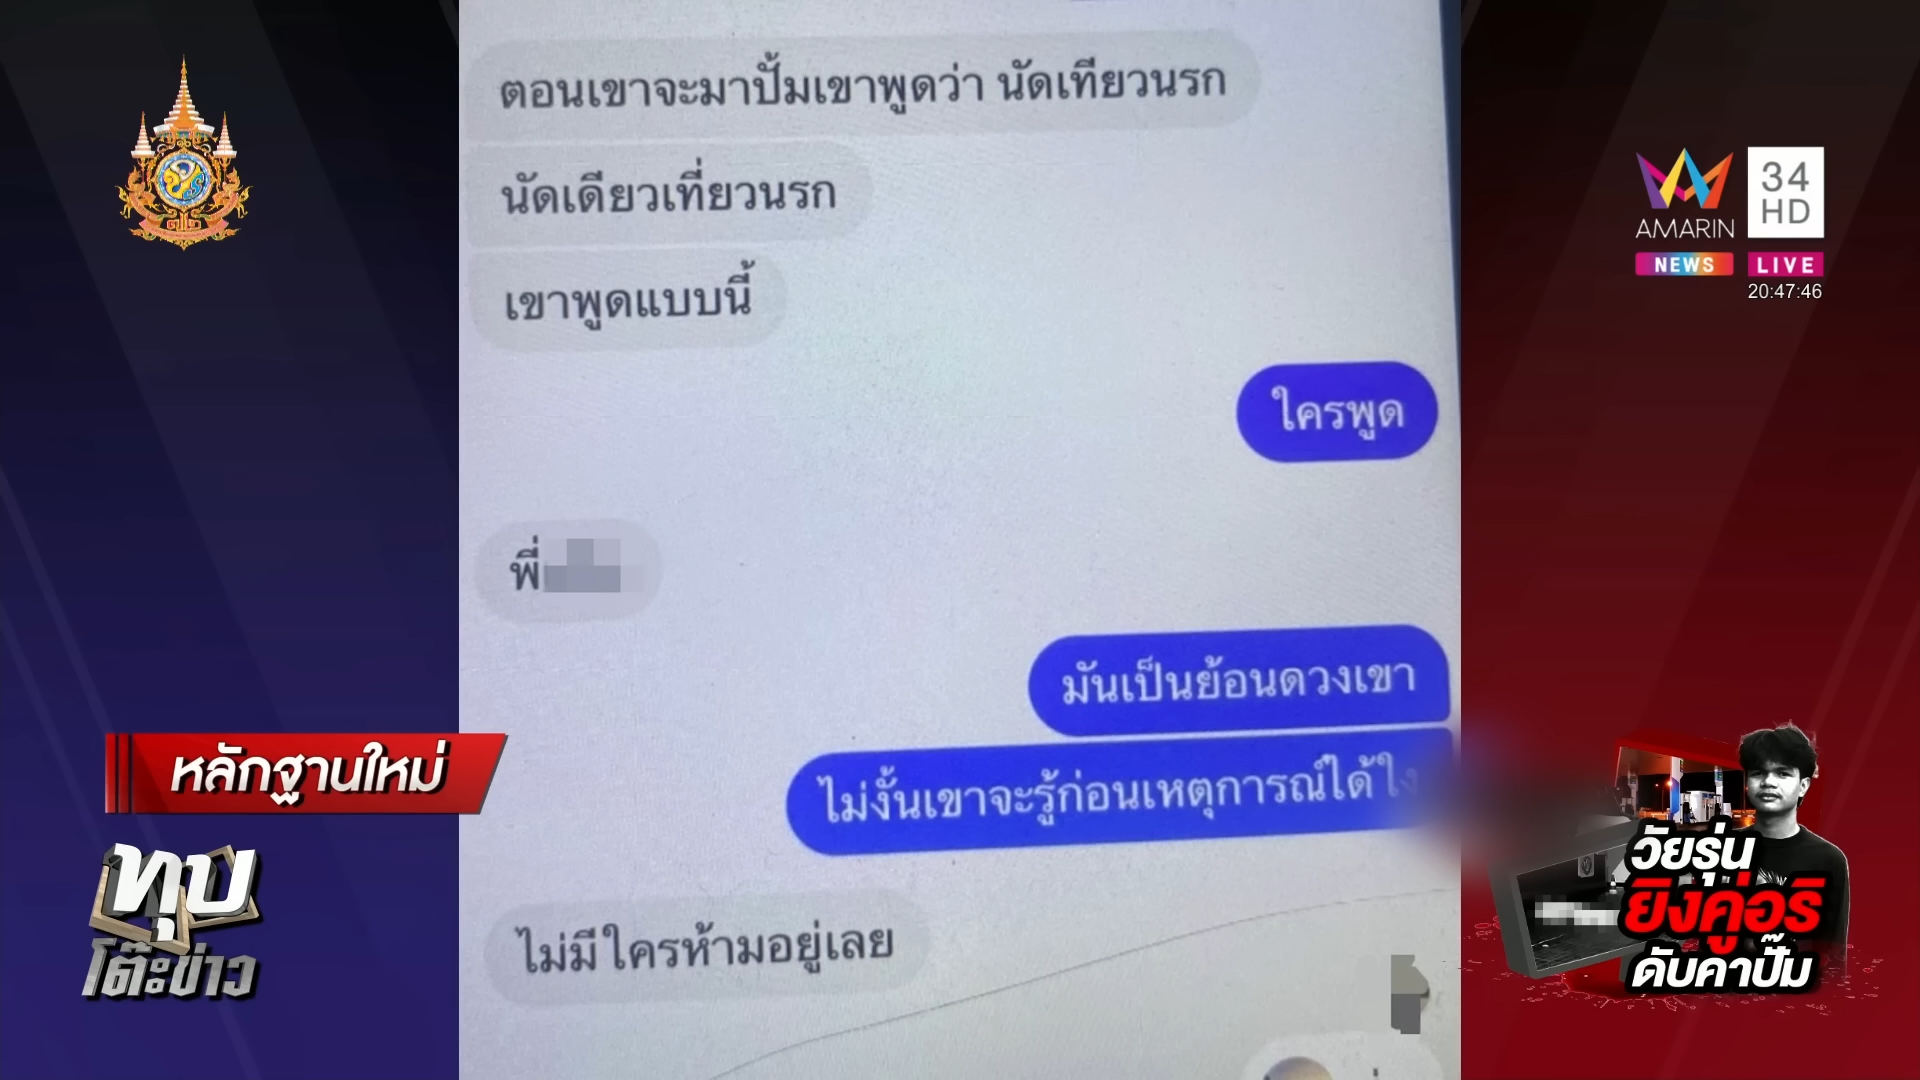 ตอนเขาจะมาปั้มเขาพูดว่า นัดเทียวนรก
นัดเดียวเที่ยวนรก
เขาพูดแบบนี้
ใครพูด
พี่
มันเป็นย้อนดวงเขา
ไม่งั้นเขาจะรู้ก่อนเหตุการณ์ได้ไง
ไม่มีใครห้ามอยู่เลย
AMARIN
34
HD
NEWS
LIVE
20:47:46
หลักฐานใหม่
ทุบ
โต๊ะข่าว
วัยรุ่น
ยิงคู่อริ
ดับคาปั๊ม